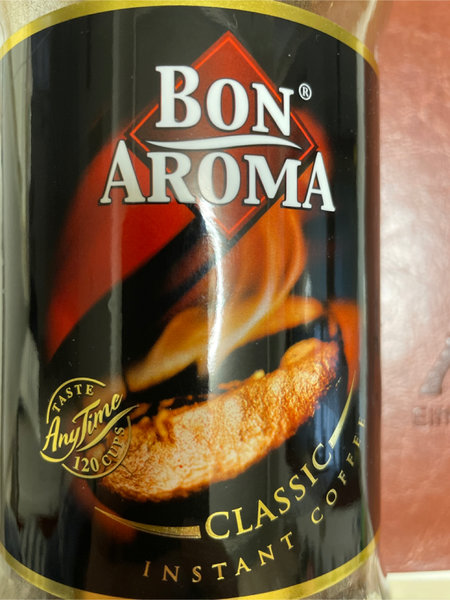 BON®
AROMA
TASTE
AnyTime
120 CUPS
CLASSIC
INSTANT COFFEE